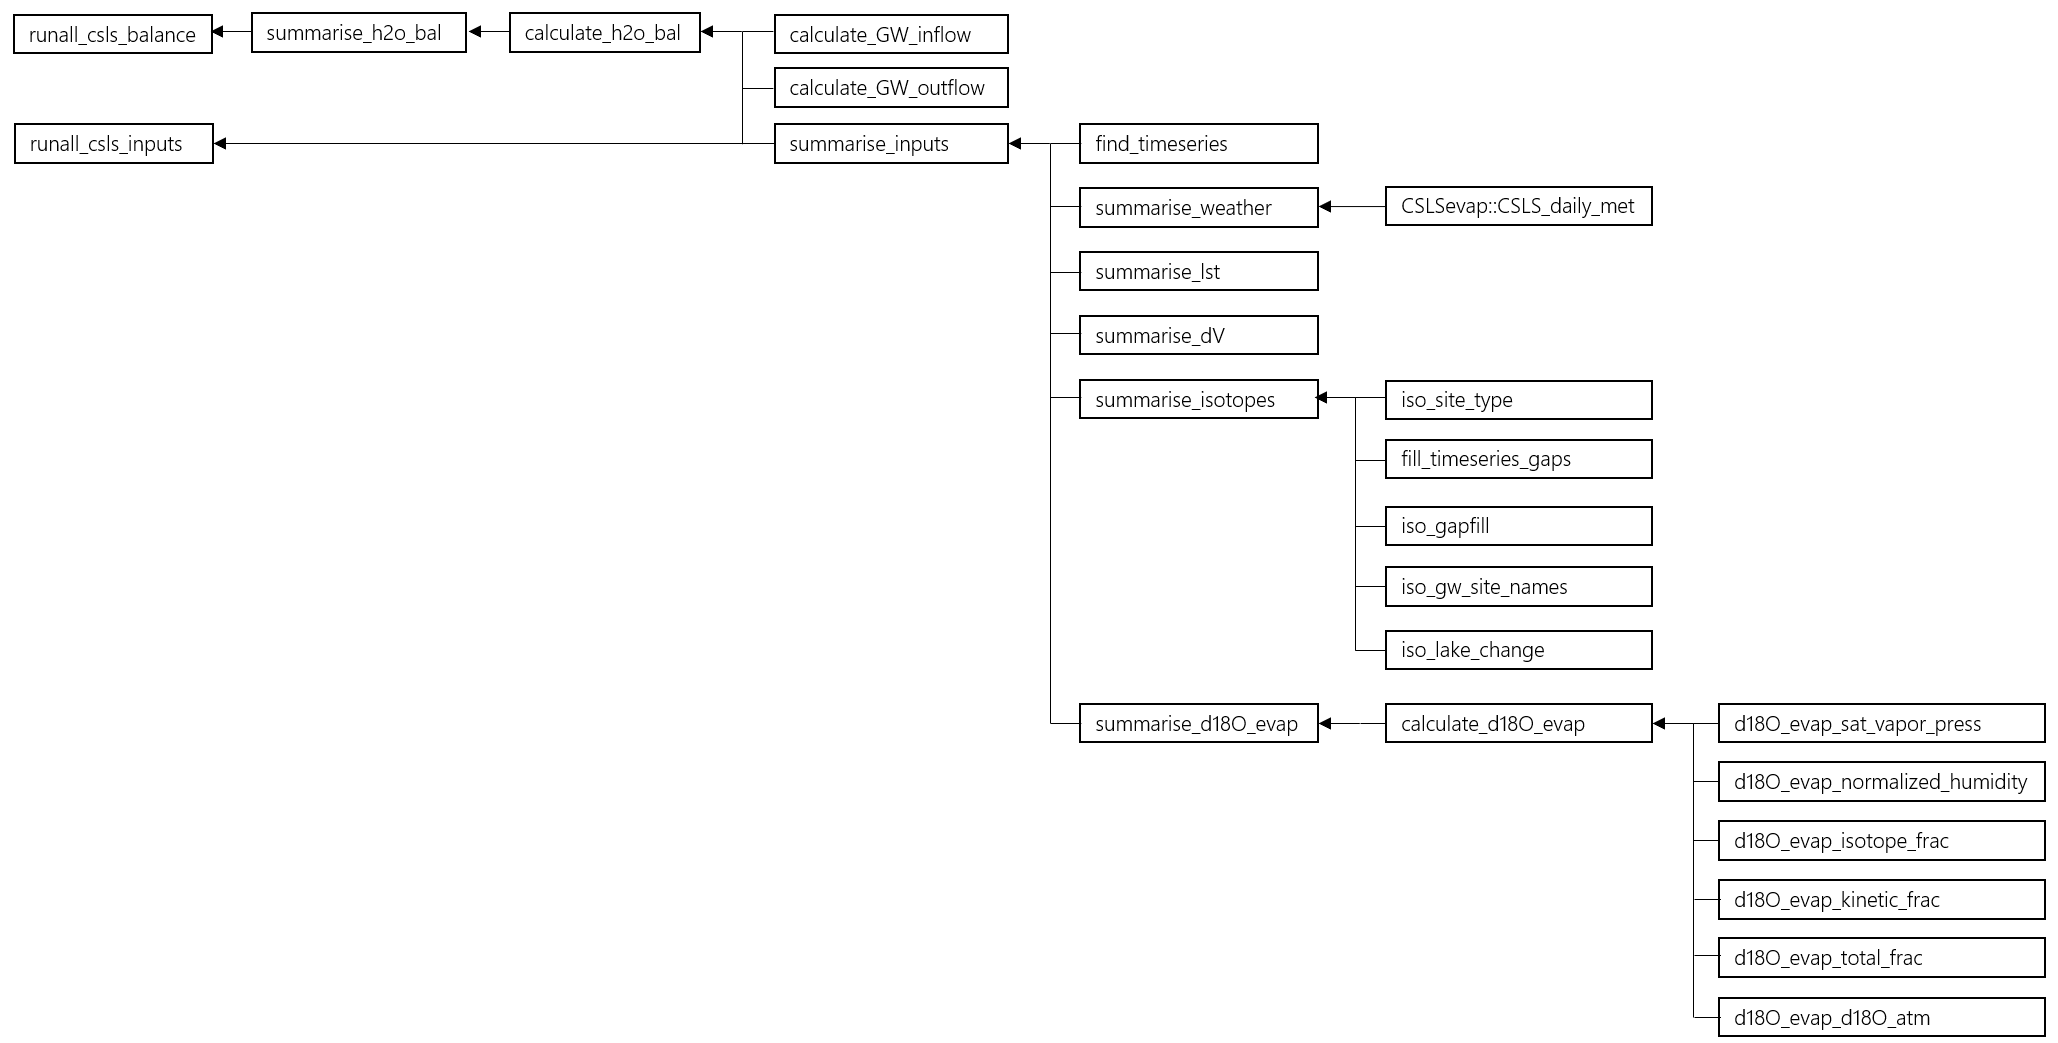 runall_csls_balance
summarise_h2o_bal
calculate_h2o_bal
calculate_GW_inflow
calculate_GW_outflow
runall_csls_inputs
summarise_inputs
find_timeseries
summarise_weather
CSLSevap::CSLS_daily_met
summarise_lst
summarise_dV
summarise_isotopes
iso_site_type
fill_timeseries_gaps
iso_gapfill
iso_gw_site_names
iso_lake_change
summarise_d18O_evap
calculate_d18O_evap
d18O_evap_sat_vapor_press
d18O_evap_normalized_humidity
d18O_evap_isotope_frac
d18O_evap_kinetic_frac
d18O_evap_total_frac
d18O_evap_d18O_atm